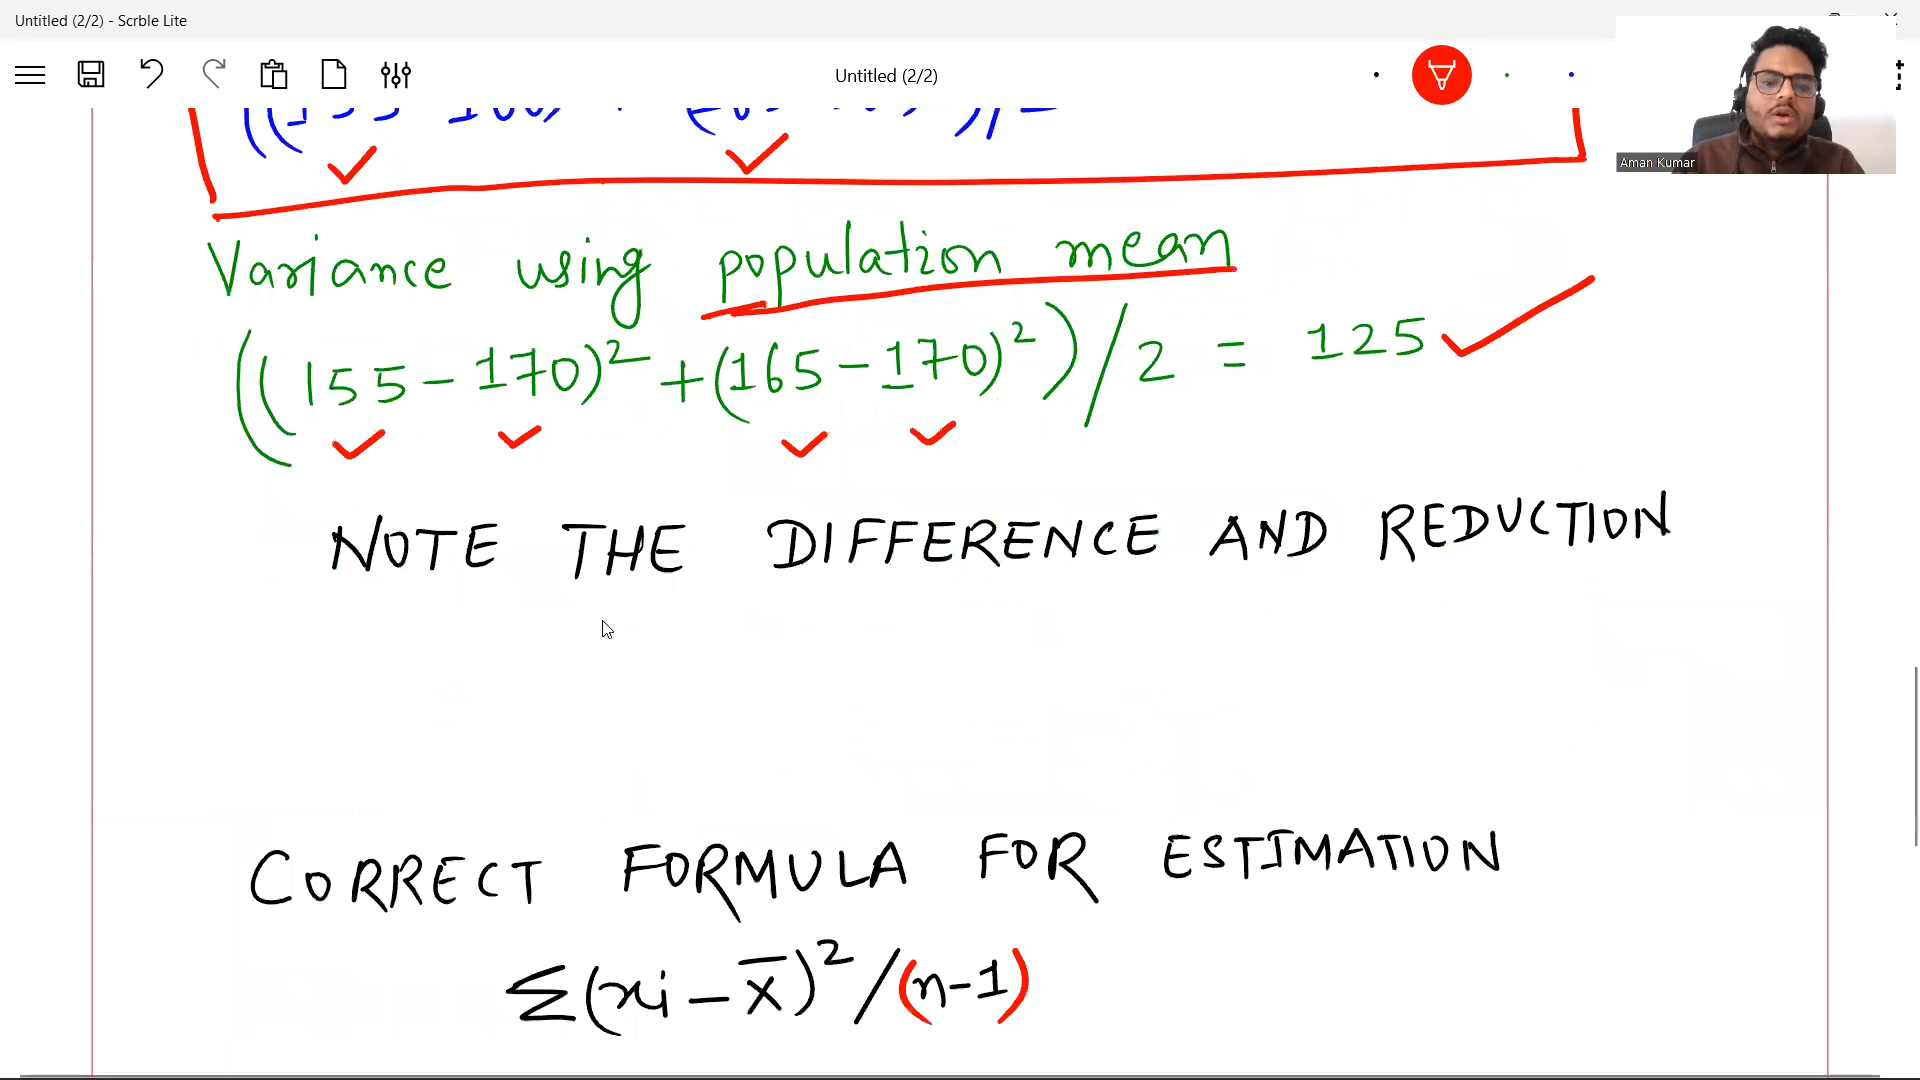 Untitled (2/2) - Scrble Lite
Untitled (2/2)
Aman Kumar
Variance using population mean
((155-170)²+(165-170)²)/2 = 125
NOTE THE DIFFERENCE AND REDUCTION
CORRECT FORMULA FOR ESTIMATION
Σ(xi-x̄)²/(n-1)